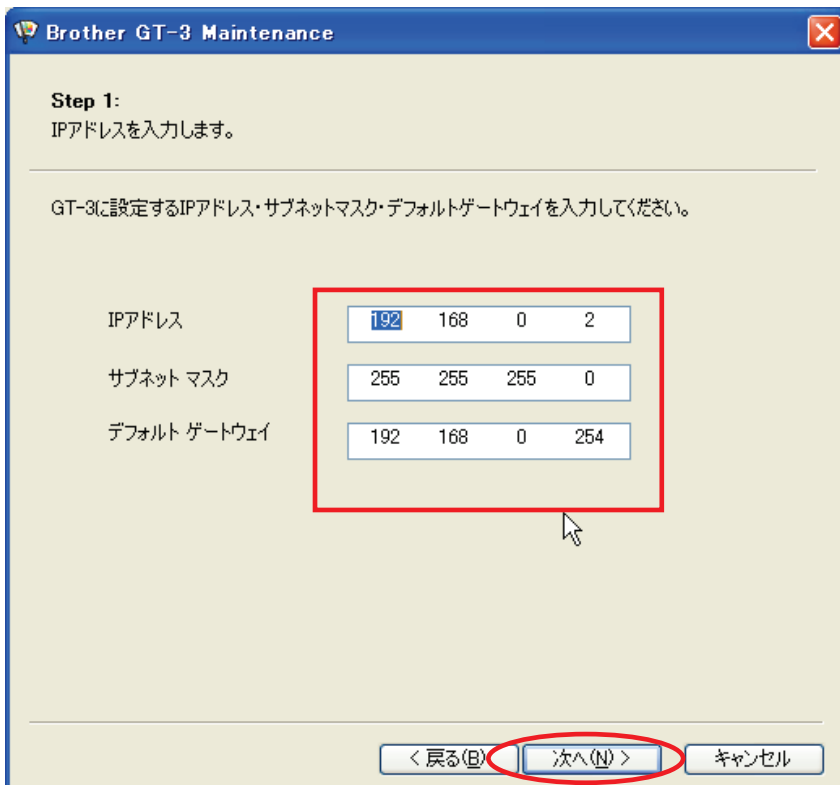 Brother GT-3 Maintenance
Step 1:
IPアドレスを入力します。
GT-3に設定するIPアドレス・サブネットマスク・デフォルトゲートウェイを入力してください。
IPアドレス 192 168 0 2
サブネット マスク 255 255 255 0
デフォルト ゲートウェイ 192 168 0 254
< 戻る(B) 次へ(N) > キャンセル